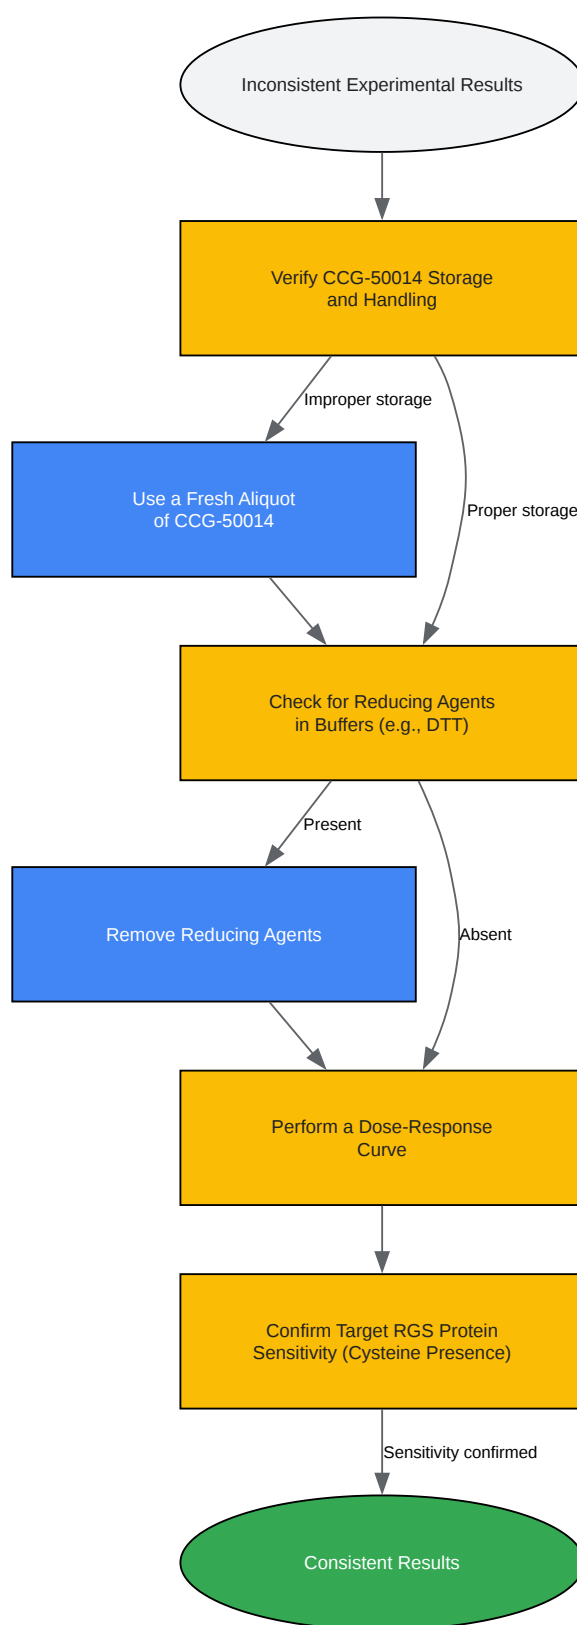 Inconsistent Experimental Results
Verify CCG-50014 Storage
and Handling
Improper storage
Use a Fresh Aliquot
of CCG-50014
Proper storage
Check for Reducing Agents
in Buffers (e.g., DTT)
Present
Remove Reducing Agents
Absent
Perform a Dose-Response
Curve
Confirm Target RGS Protein
Sensitivity (Cysteine Presence)
Sensitivity confirmed
Consistent Results